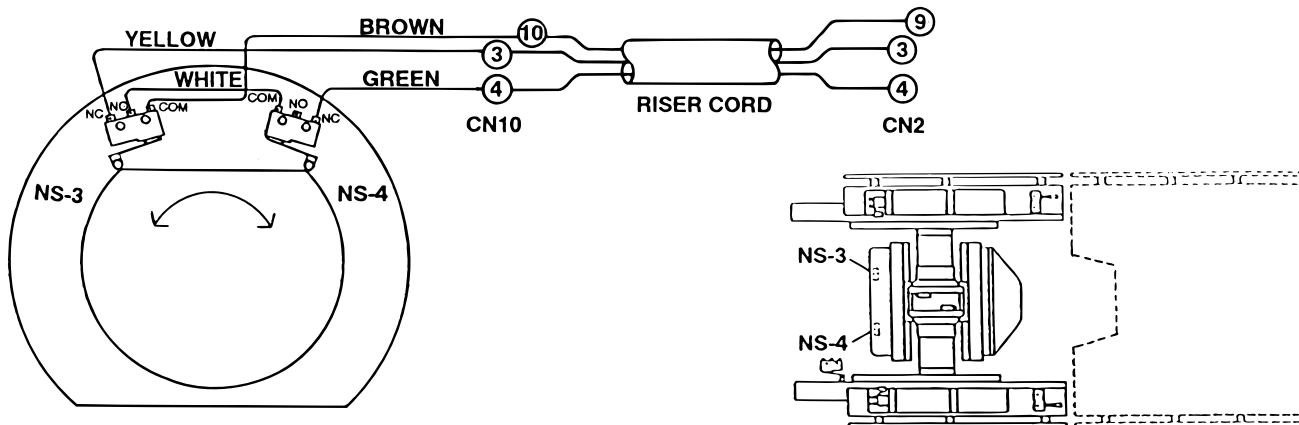 YELLOW
BROWN
10
9
3
3
WHITE
GREEN
4
4
NC
NO
COM
COM
NO
NC
CN10
RISER CORD
CN2
NS-3
NS-4
NS-3
NS-4